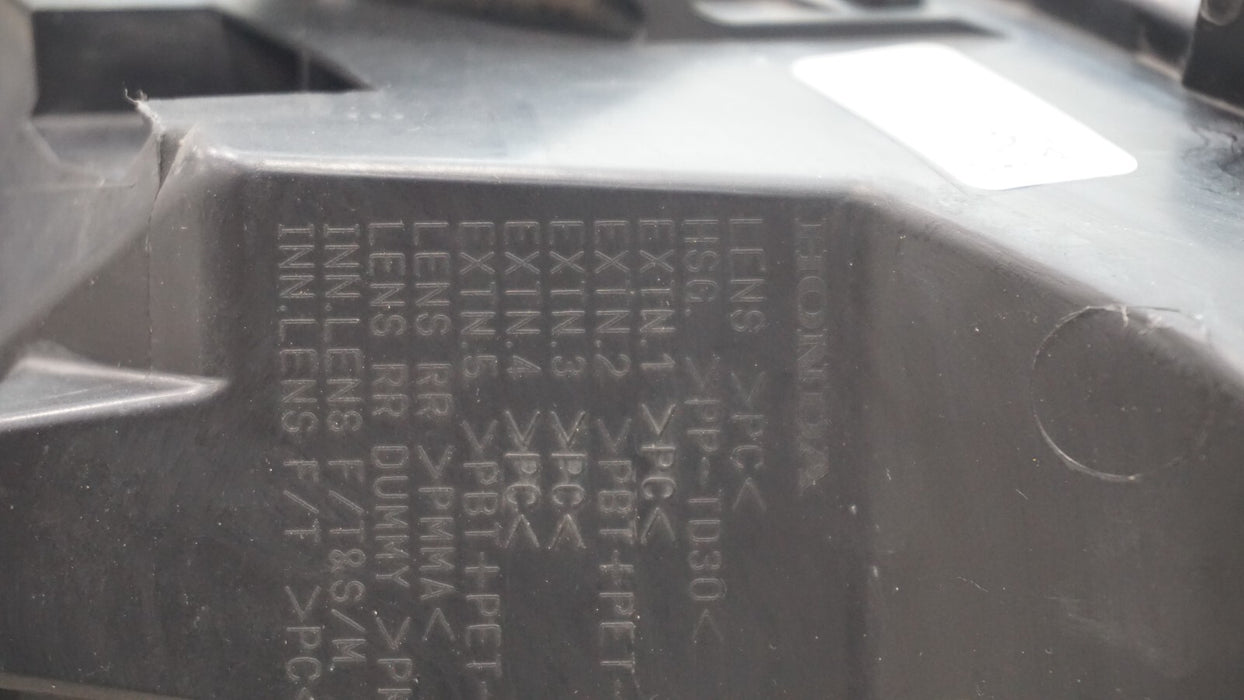 HONDA
LENS >PC<
HSG. >PP-TD30<
EXTN.1 >PC<
EXTN.2 >PBT+PET-
EXTN.3 >PC<
EXTN.4 >PC<
EXTN.5 >PBT+PET-
LENS RR >PMMA<
LENS RR DUMMY >P
INN.LENS F/T&S/M
INN.LENS F/T >PC<